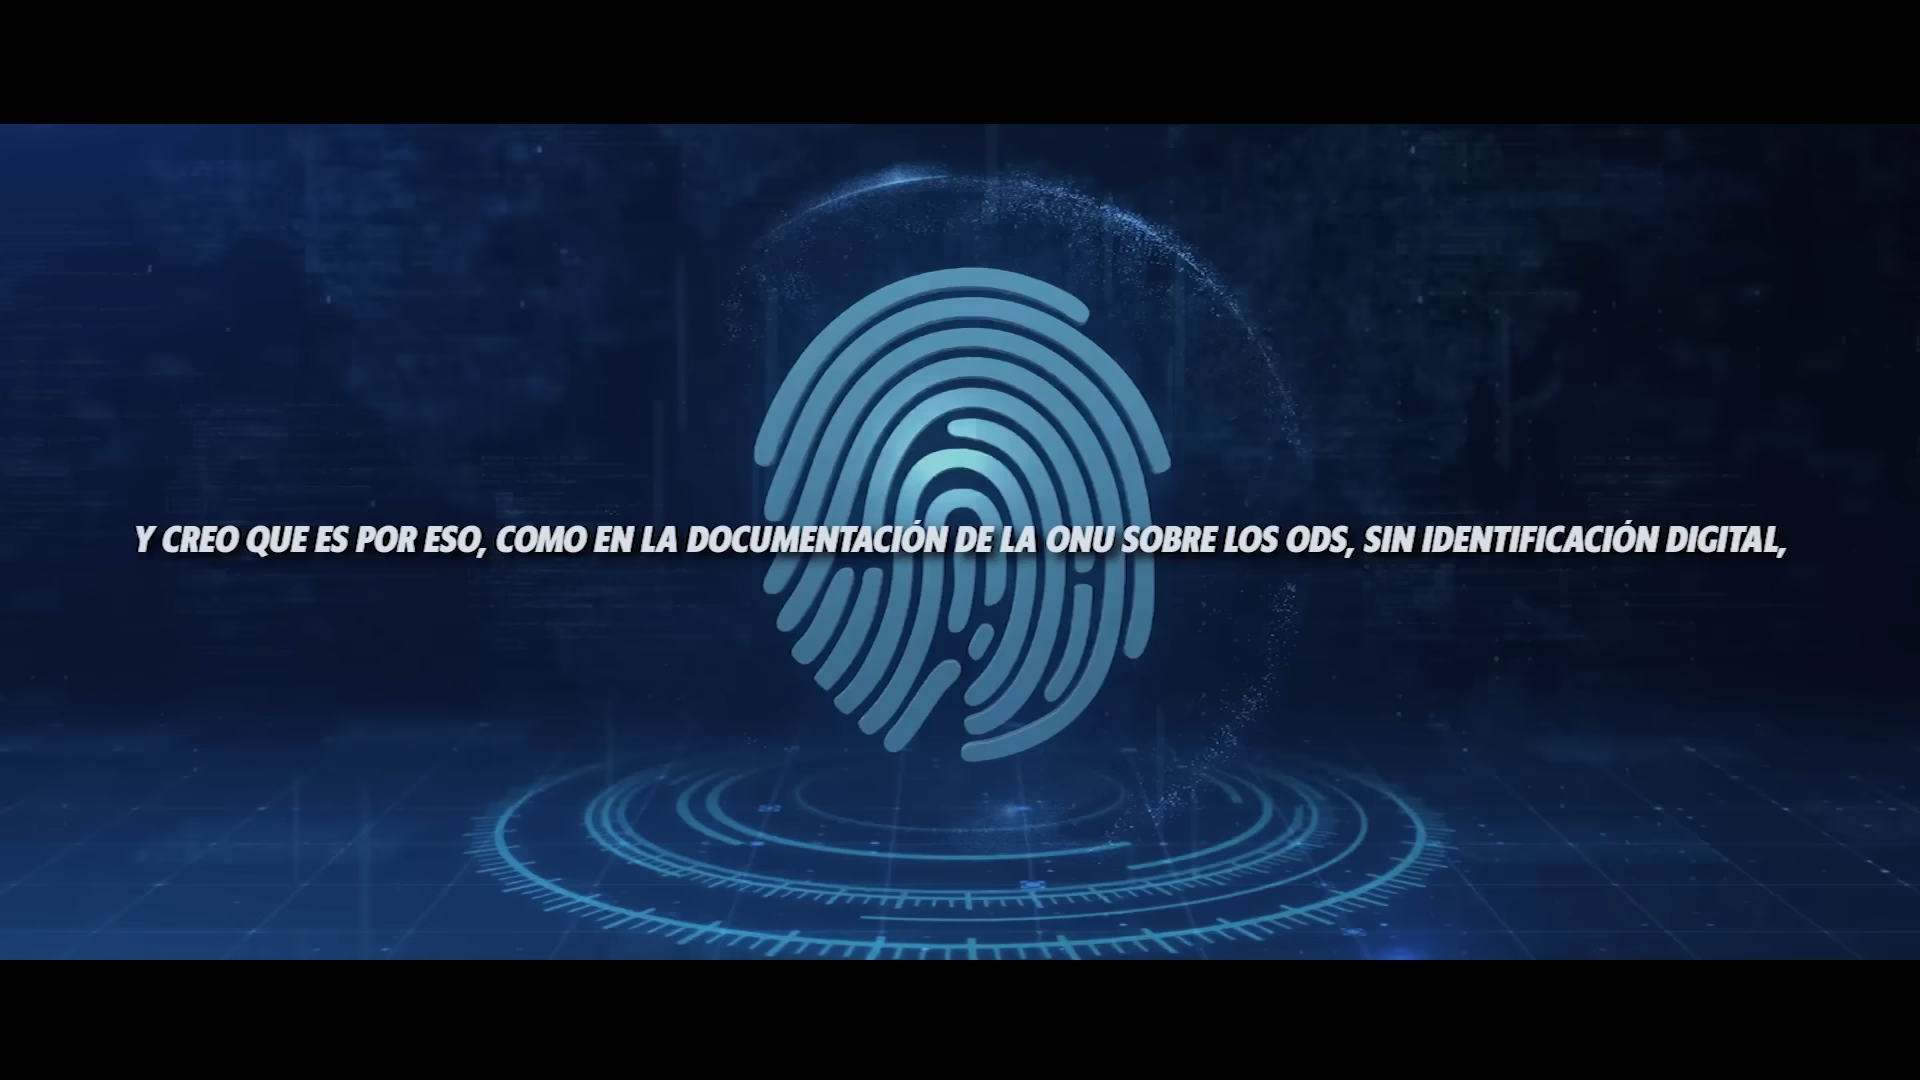 Y CREO QUE ES POR ESO, COMO EN LA DOCUMENTACIÓN DE LA ONU SOBRE LOS ODS, SIN IDENTIFICACIÓN DIGITAL,